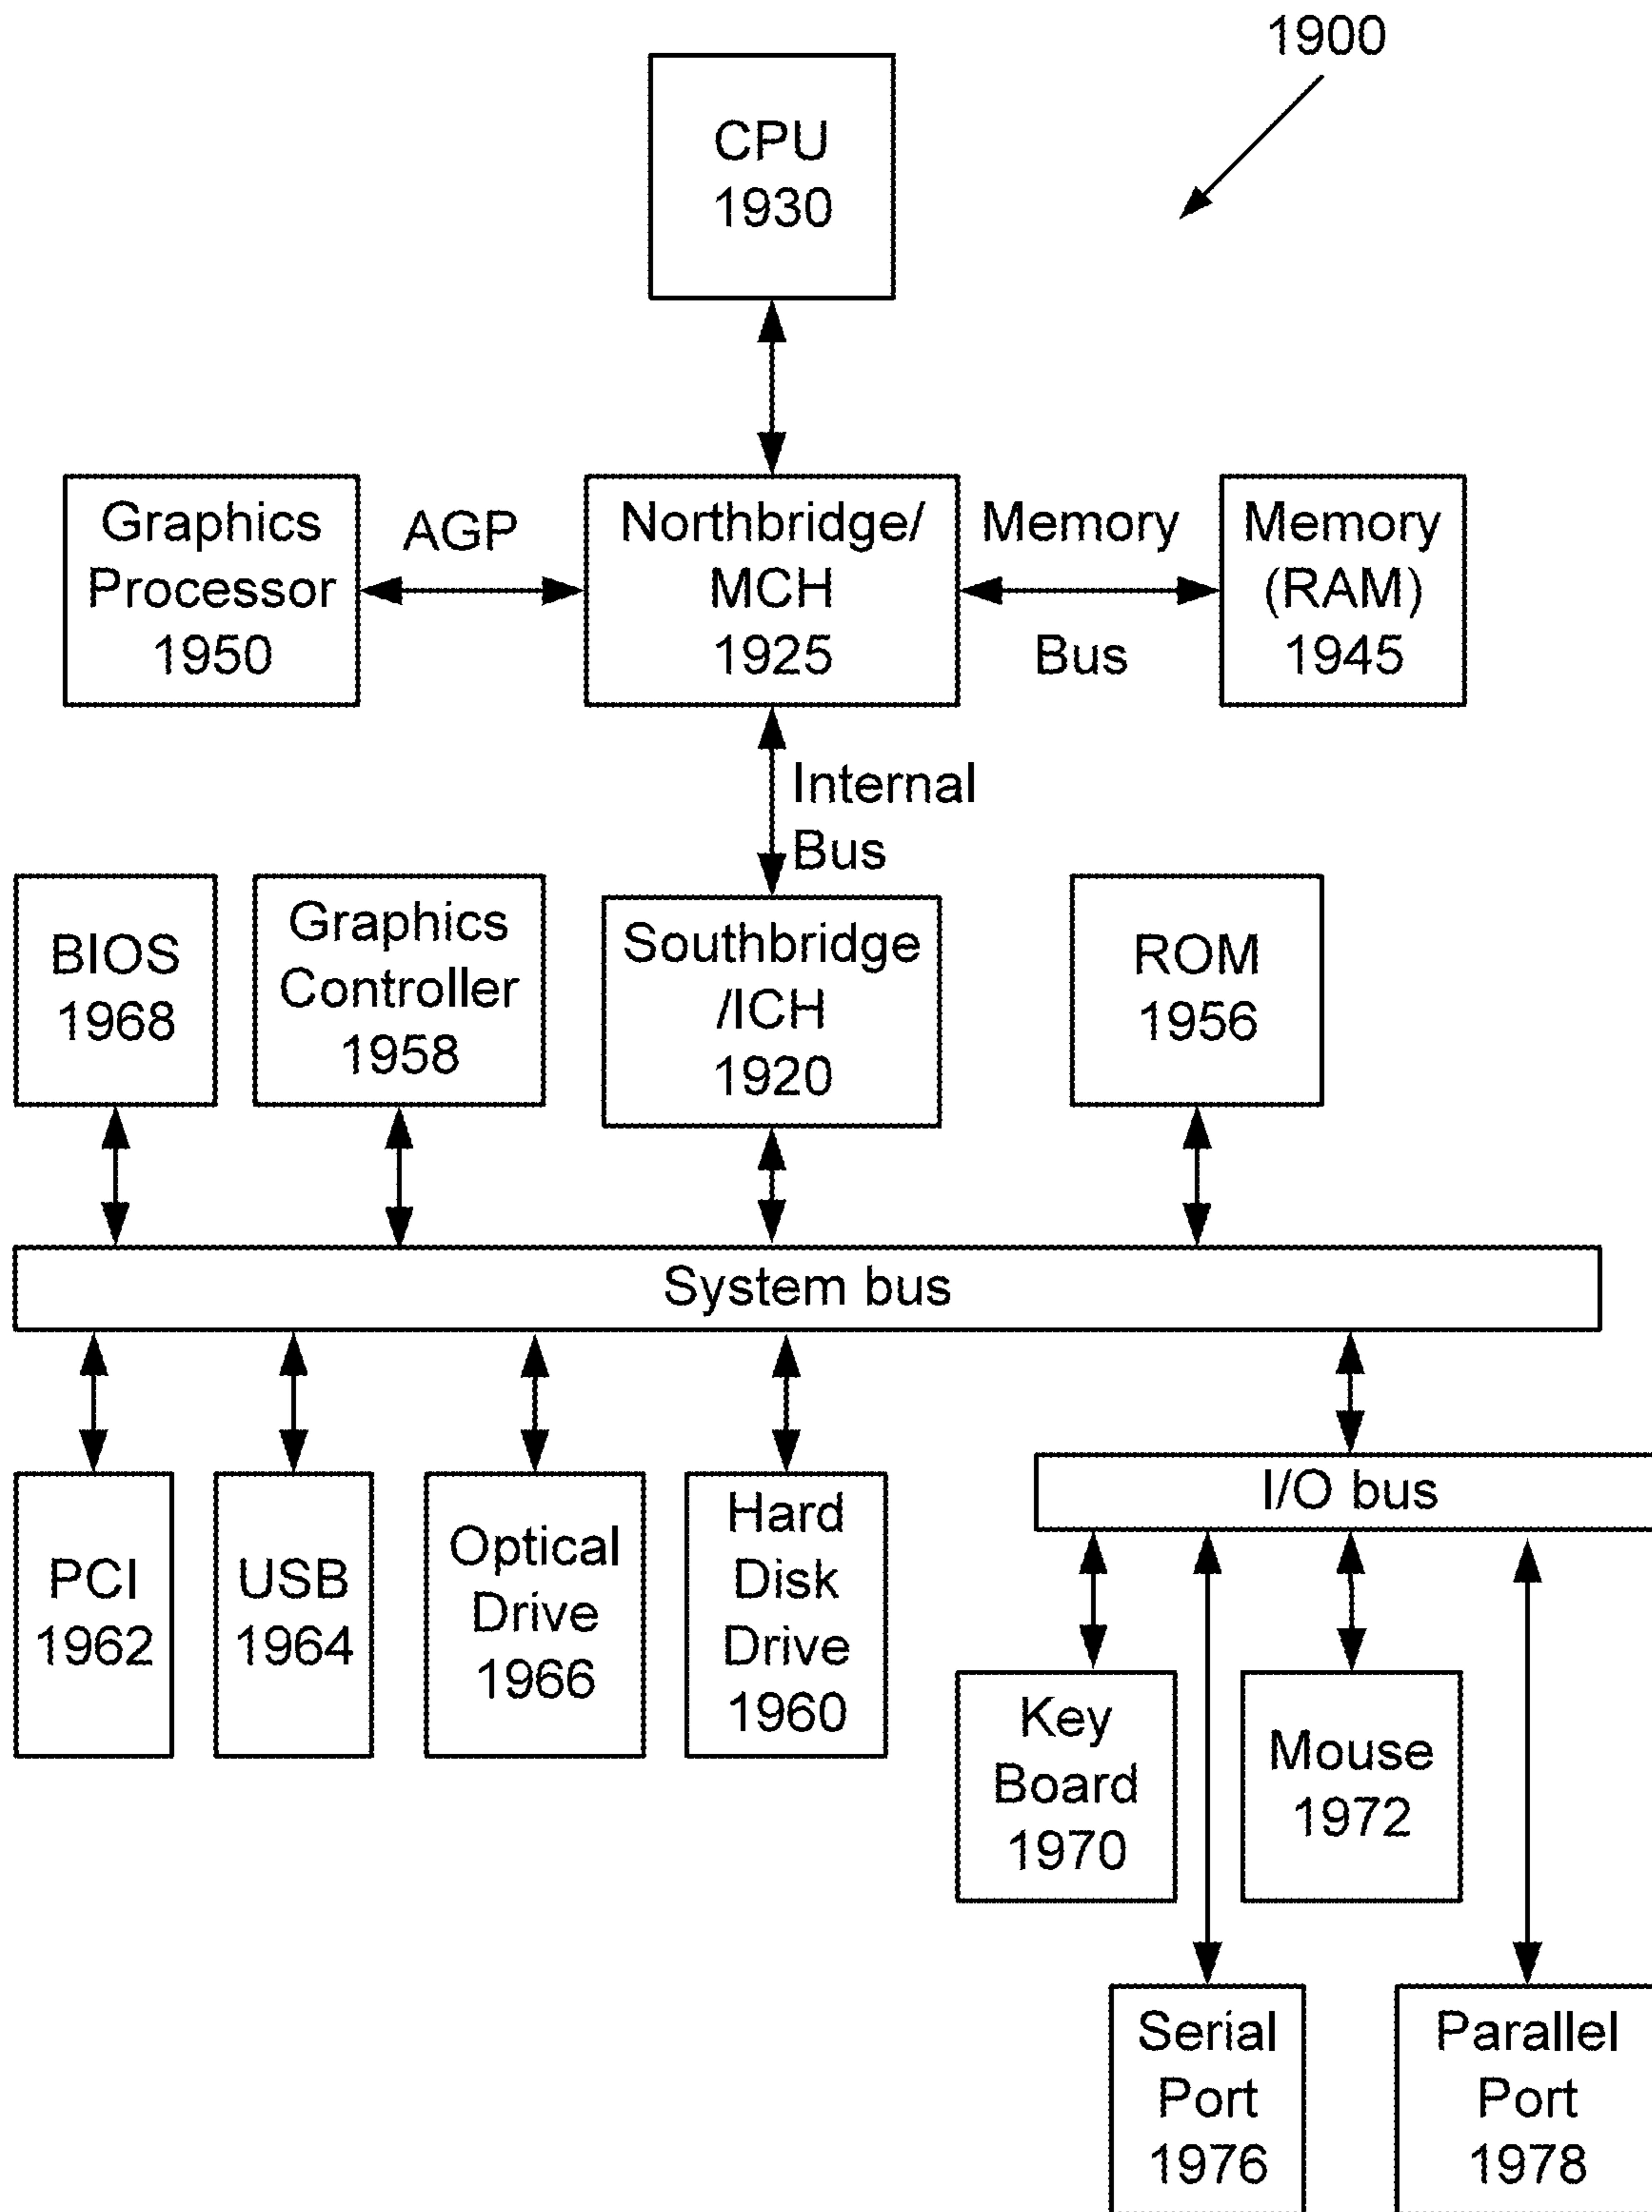 1900
CPU
1930
Graphics
Processor
1950
AGP
Northbridge/
MCH
1925
Memory
Bus
Memory
(RAM)
1945
Internal
Bus
BIOS
1968
Graphics
Controller
1958
Southbridge
/ICH
1920
ROM
1956
System bus
PCI
1962
USB
1964
Optical
Drive
1966
Hard
Disk
Drive
1960
I/O bus
Key
Board
1970
Mouse
1972
Serial
Port
1976
Parallel
Port
1978